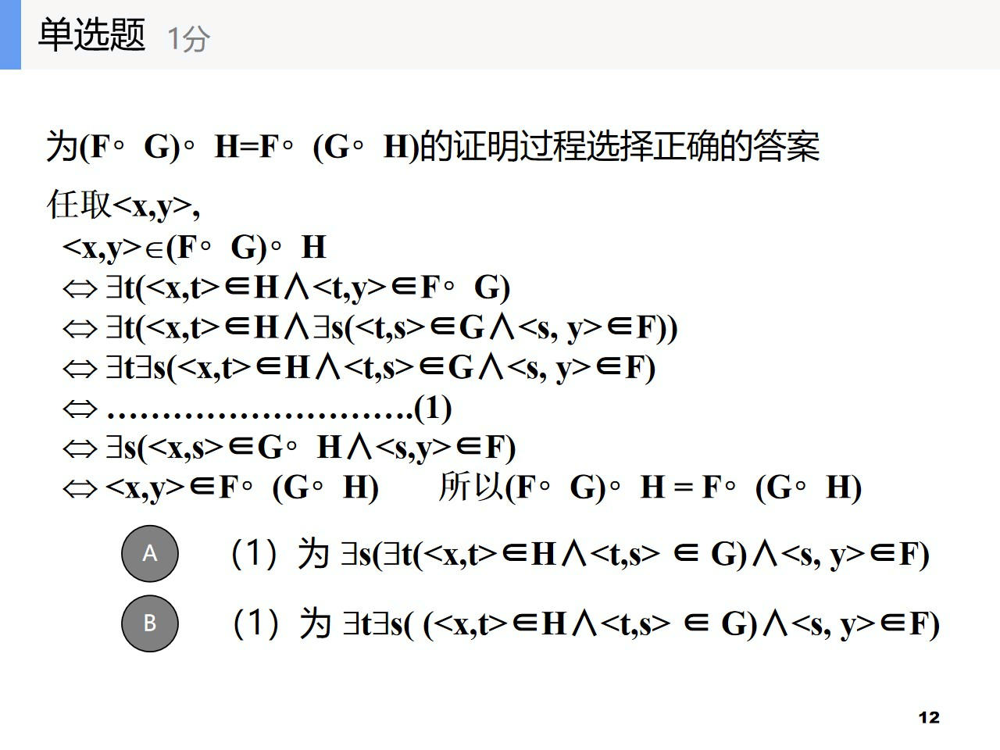 单选题 1分
为(F∘ G)∘ H=F∘ (G∘ H)的证明过程选择正确的答案
任取<x,y>,
<x,y>∈(F∘ G)∘ H
⇔ ∃t(<x,t>∈H∧<t,y>∈F∘ G)
⇔ ∃t(<x,t>∈H∧∃s(<t,s>∈G∧<s, y>∈F))
⇔ ∃t∃s(<x,t>∈H∧<t,s>∈G∧<s, y>∈F)
⇔ ……………………….(1)
⇔ ∃s(<x,s>∈G∘ H∧<s,y>∈F)
⇔ <x,y>∈F∘ (G∘ H) 所以(F∘ G)∘ H = F∘ (G∘ H)
A （1）为 ∃s(∃t(<x,t>∈H∧<t,s> ∈ G)∧<s, y>∈F)
B （1）为 ∃t∃s( (<x,t>∈H∧<t,s> ∈ G)∧<s, y>∈F)
12